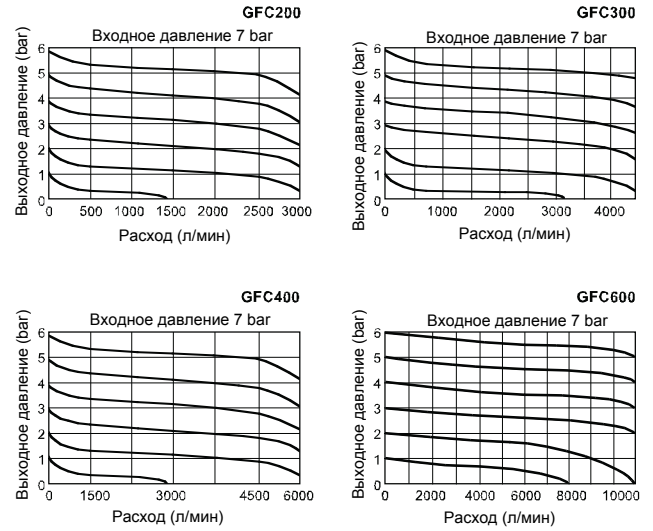 GFC200
Входное давление 7 bar
Выходное давление (bar)
6
5
4
3
2
1
0
0 500 1000 1500 2000 2500 3000
Расход (л/мин)
GFC300
Входное давление 7 bar
Выходное давление (bar)
6
5
4
3
2
1
0
0 1000 2000 3000 4000
Расход (л/мин)
GFC400
Входное давление 7 bar
Выходное давление (bar)
6
5
4
3
2
1
0
0 1500 3000 4500 6000
Расход (л/мин)
GFC600
Входное давление 7 bar
Выходное давление (bar)
6
5
4
3
2
1
0
0 2000 4000 6000 8000 10000
Расход (л/мин)